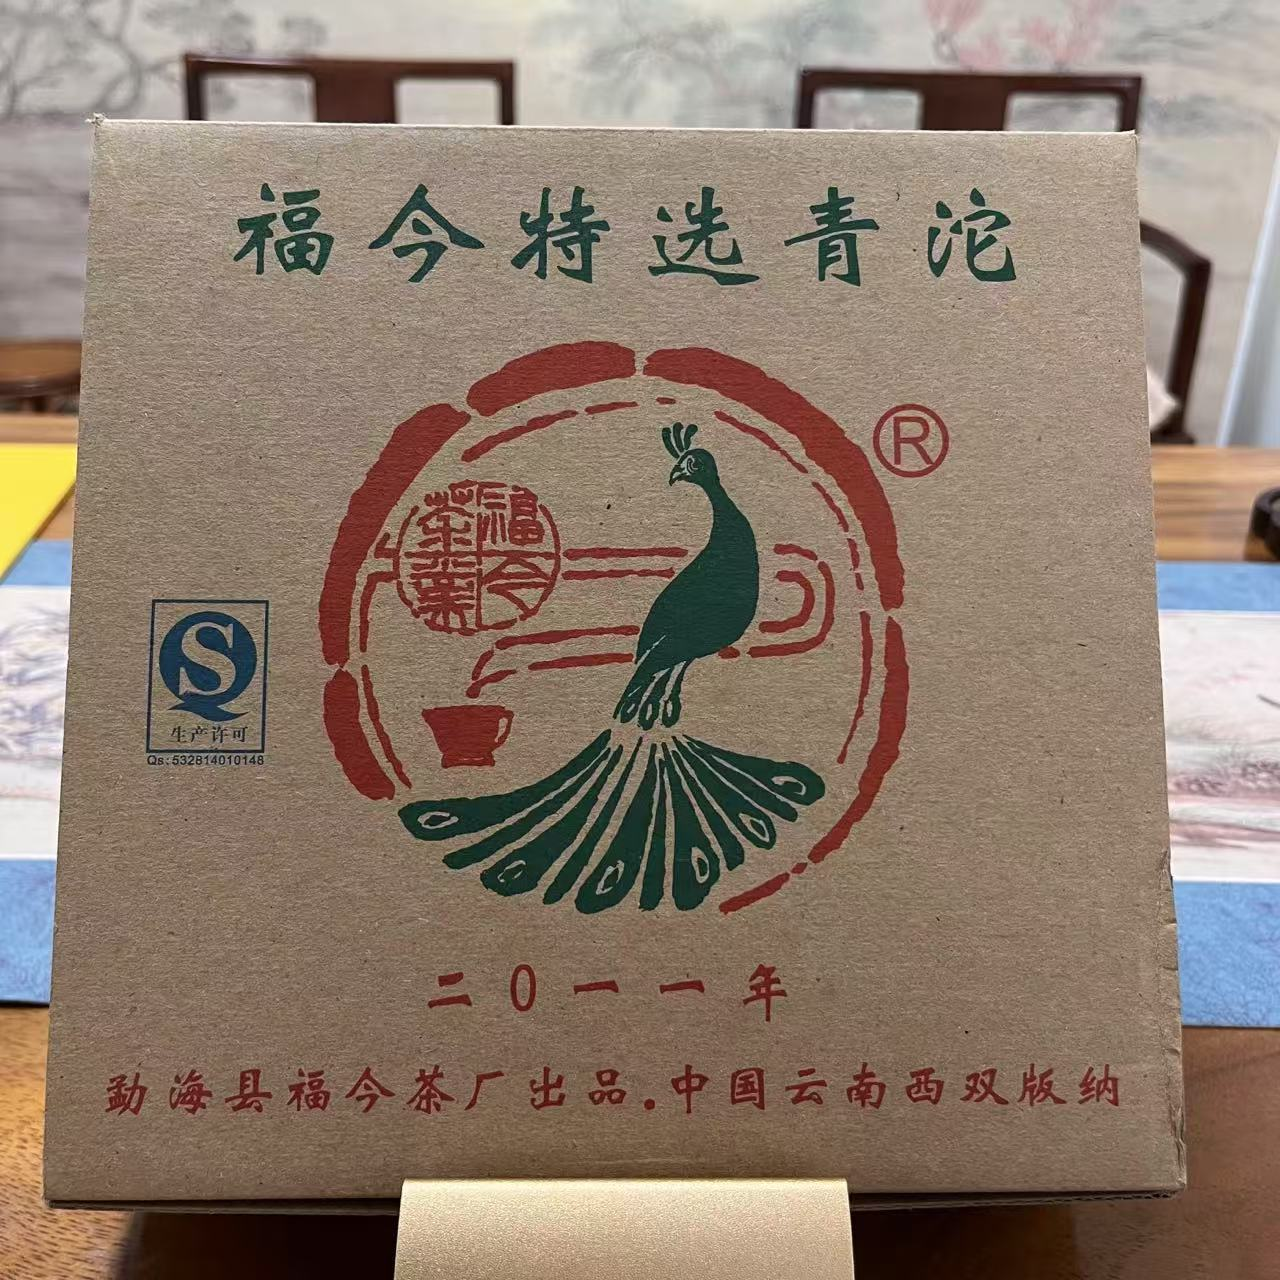 福今特选青沱
®
福今
茶业
S
生产许可
Qs:532814010148
二0一一年
勐海县福今茶厂出品.中国云南西双版纳